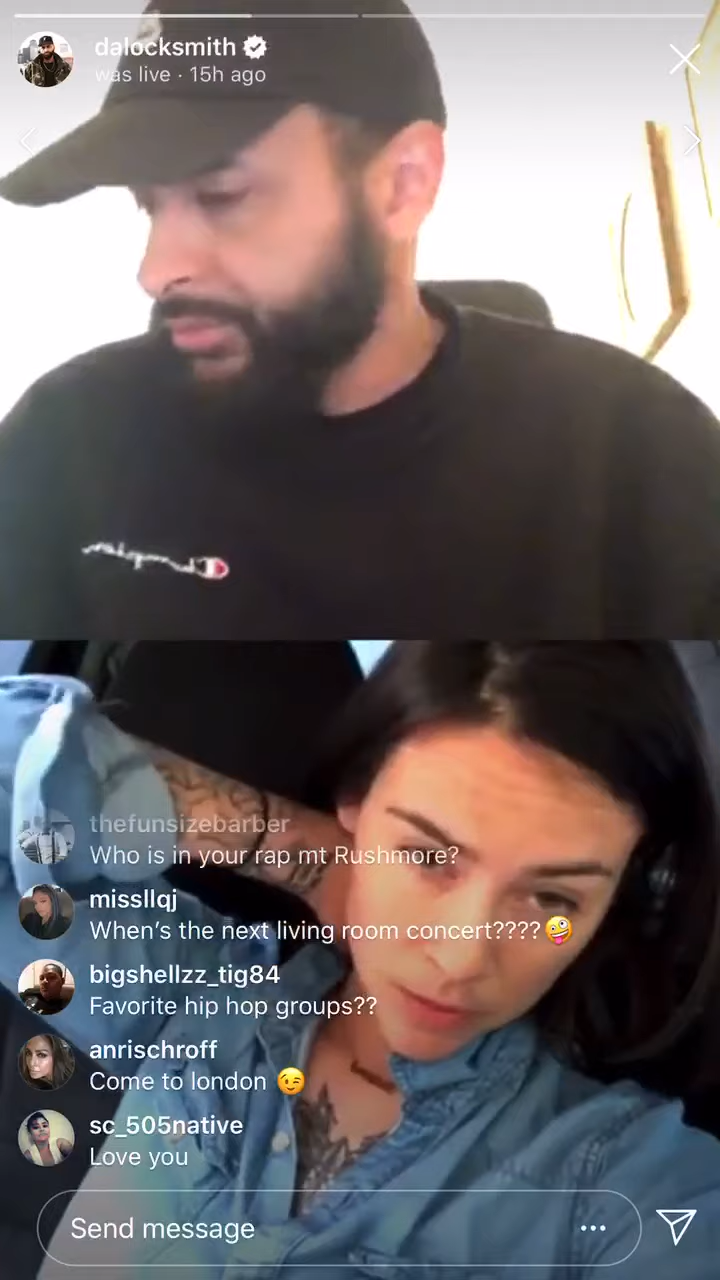 dalocksmith
was live · 15h ago
Champion
thefunsizebarber
Who is in your rap mt Rushmore?
missllqj
When's the next living room concert????🤪
bigshellzz_tig84
Favorite hip hop groups??
anrischroff
Come to london 😉
sc_505native
Love you
Send message